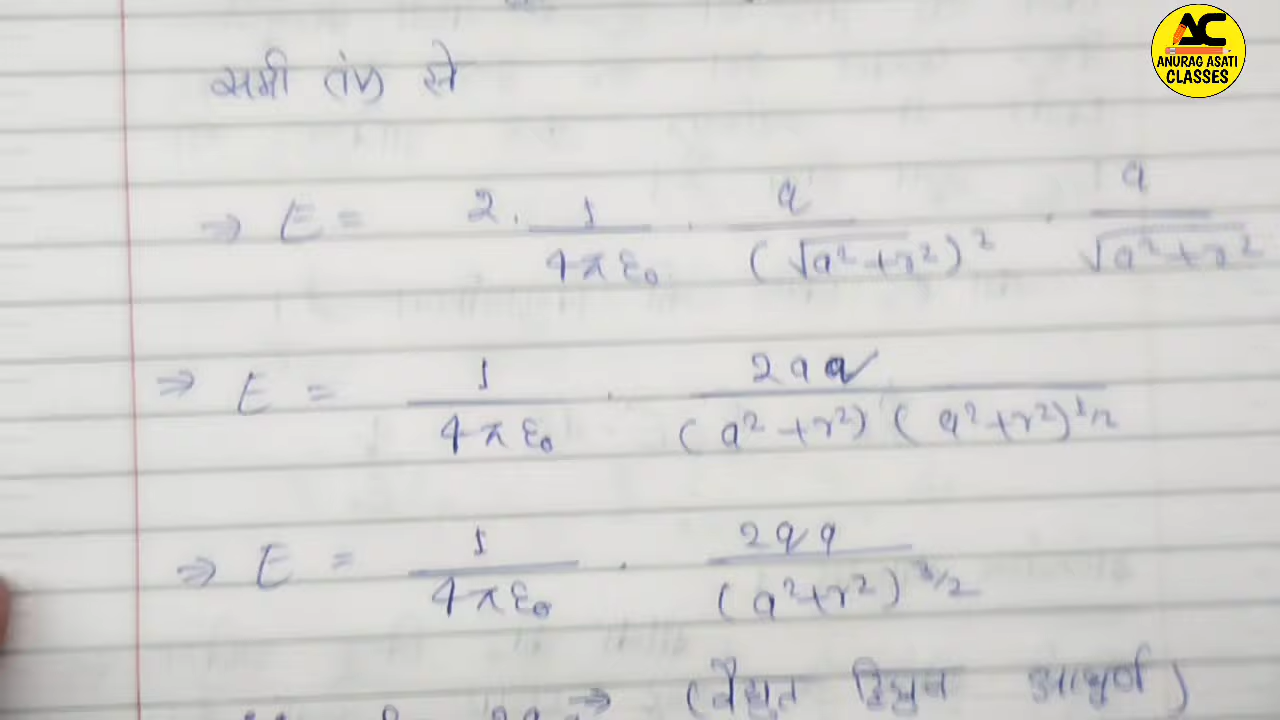 AC
ANURAG ASATI
CLASSES
समी से
⇒ E = 2 . 1/4πε₀ . q/(√a²+r²)² . a/√a²+r²
⇒ E = 1/4πε₀ . 2aq/(a²+r²) (a²+r²)^1/2
⇒ E = 1/4πε₀ . 2qa/(a²+r²)^3/2
⇒ (वैद्युत द्विध्रुव आघूर्ण)